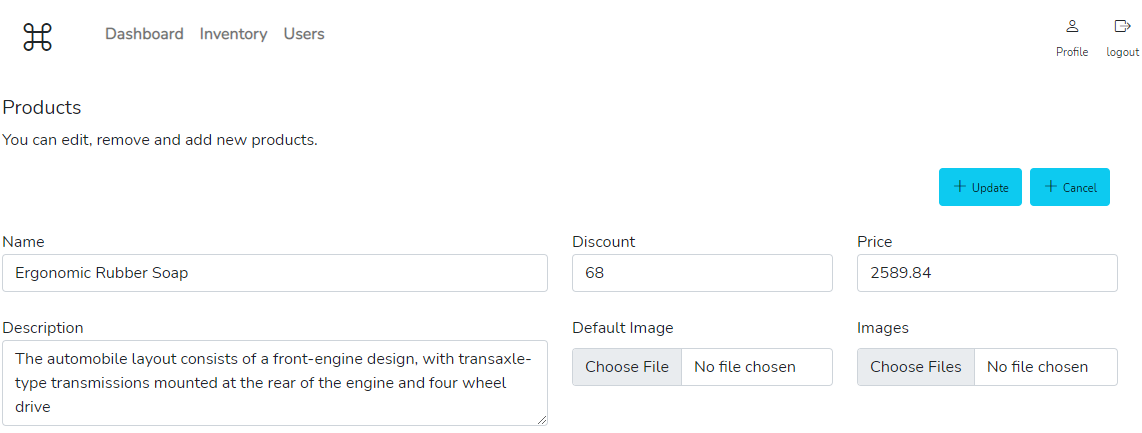 Dashboard Inventory Users
Profile logout
Products
You can edit, remove and add new products.
+ Update + Cancel
Name Discount Price
Ergonomic Rubber Soap 68 2589.84
Description Default Image Images
The automobile layout consists of a front-engine design, with transaxle-
type transmissions mounted at the rear of the engine and four wheel
drive
Choose File No file chosen Choose Files No file chosen